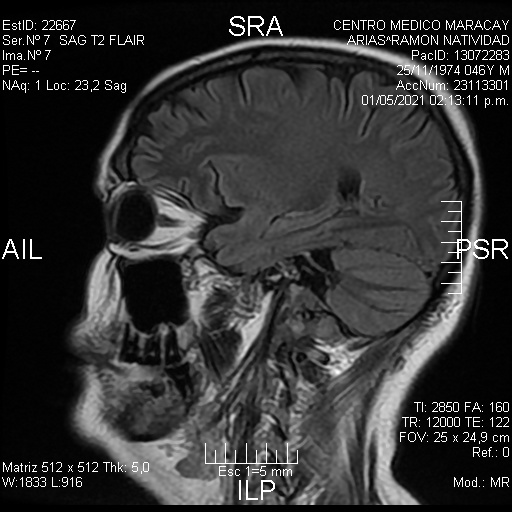 EstID: 22667
Ser.Nº 7 SAG T2 FLAIR
Ima.Nº 7
PE= --
NAq: 1 Loc: 23,2 Sag
SRA
CENTRO MEDICO MARACAY
ARIAS^RAMON NATIVIDAD
PacID: 13072283
25/11/1974 046Y M
AccNum: 23113301
01/05/2021 02:13:11 p.m.
AIL
PSR
Matriz 512 x 512 Thk: 5,0
W:1833 L:916
Esc 1=5 mm
ILP
TI: 2850 FA: 160
TR: 12000 TE: 122
FOV: 25 x 24,9 cm
Ref.: 0
Mod.: MR